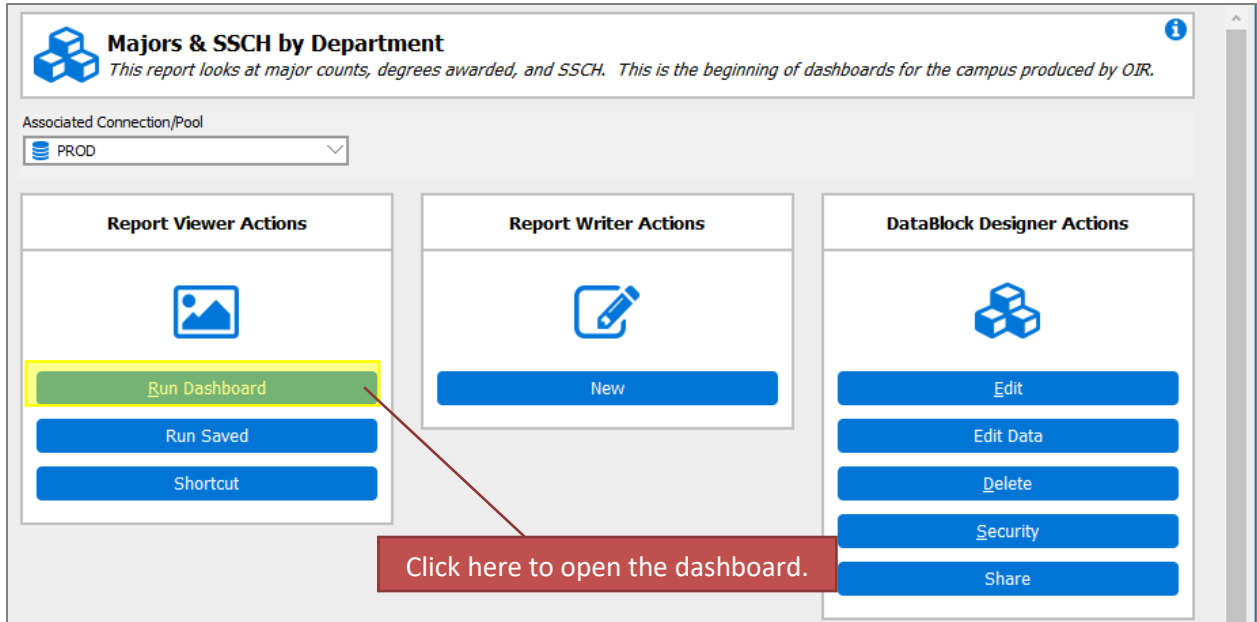 Majors & SSCH by Department
This report looks at major counts, degrees awarded, and SSCH. This is the beginning of dashboards for the campus produced by OIR.
Associated Connection/Pool
PROD
Report Viewer Actions
Run Dashboard
Run Saved
Shortcut
Report Writer Actions
New
DataBlock Designer Actions
Edit
Edit Data
Delete
Security
Share
Click here to open the dashboard.